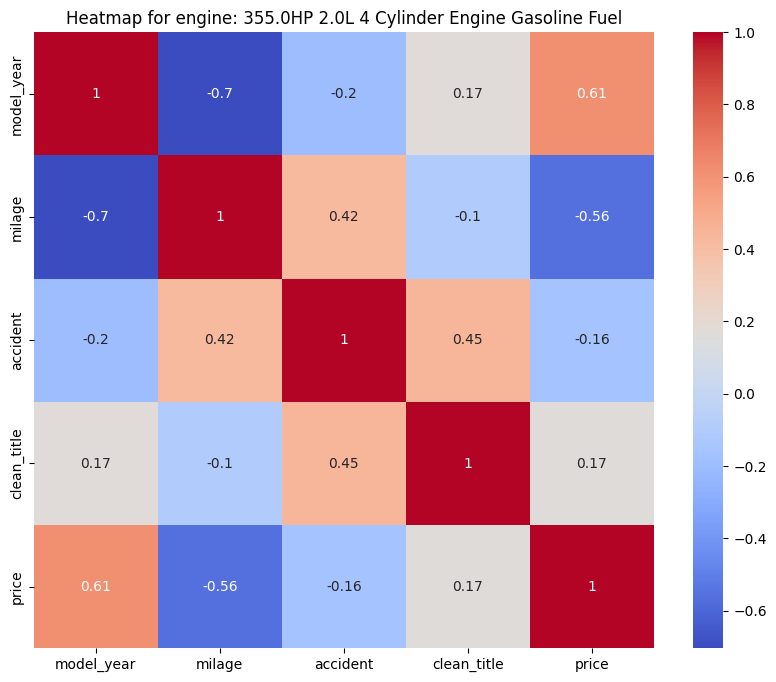 Heatmap for engine: 355.0HP 2.0L 4 Cylinder Engine Gasoline Fuel
model_year 1 -0.7 -0.2 0.17 0.61
milage -0.7 1 0.42 -0.1 -0.56
accident -0.2 0.42 1 0.45 -0.16
clean_title 0.17 -0.1 0.45 1 0.17
price 0.61 -0.56 -0.16 0.17 1
model_year milage accident clean_title price
1.0
0.8
0.6
0.4
0.2
0.0
−0.2
−0.4
−0.6